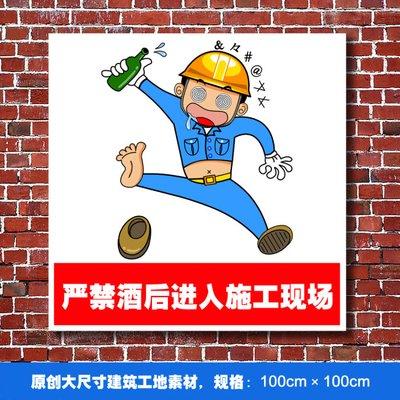 & 乌 # @ ☆ ☆
严禁酒后进入施工现场
原创大尺寸建筑工地素材，规格：100cm × 100cm